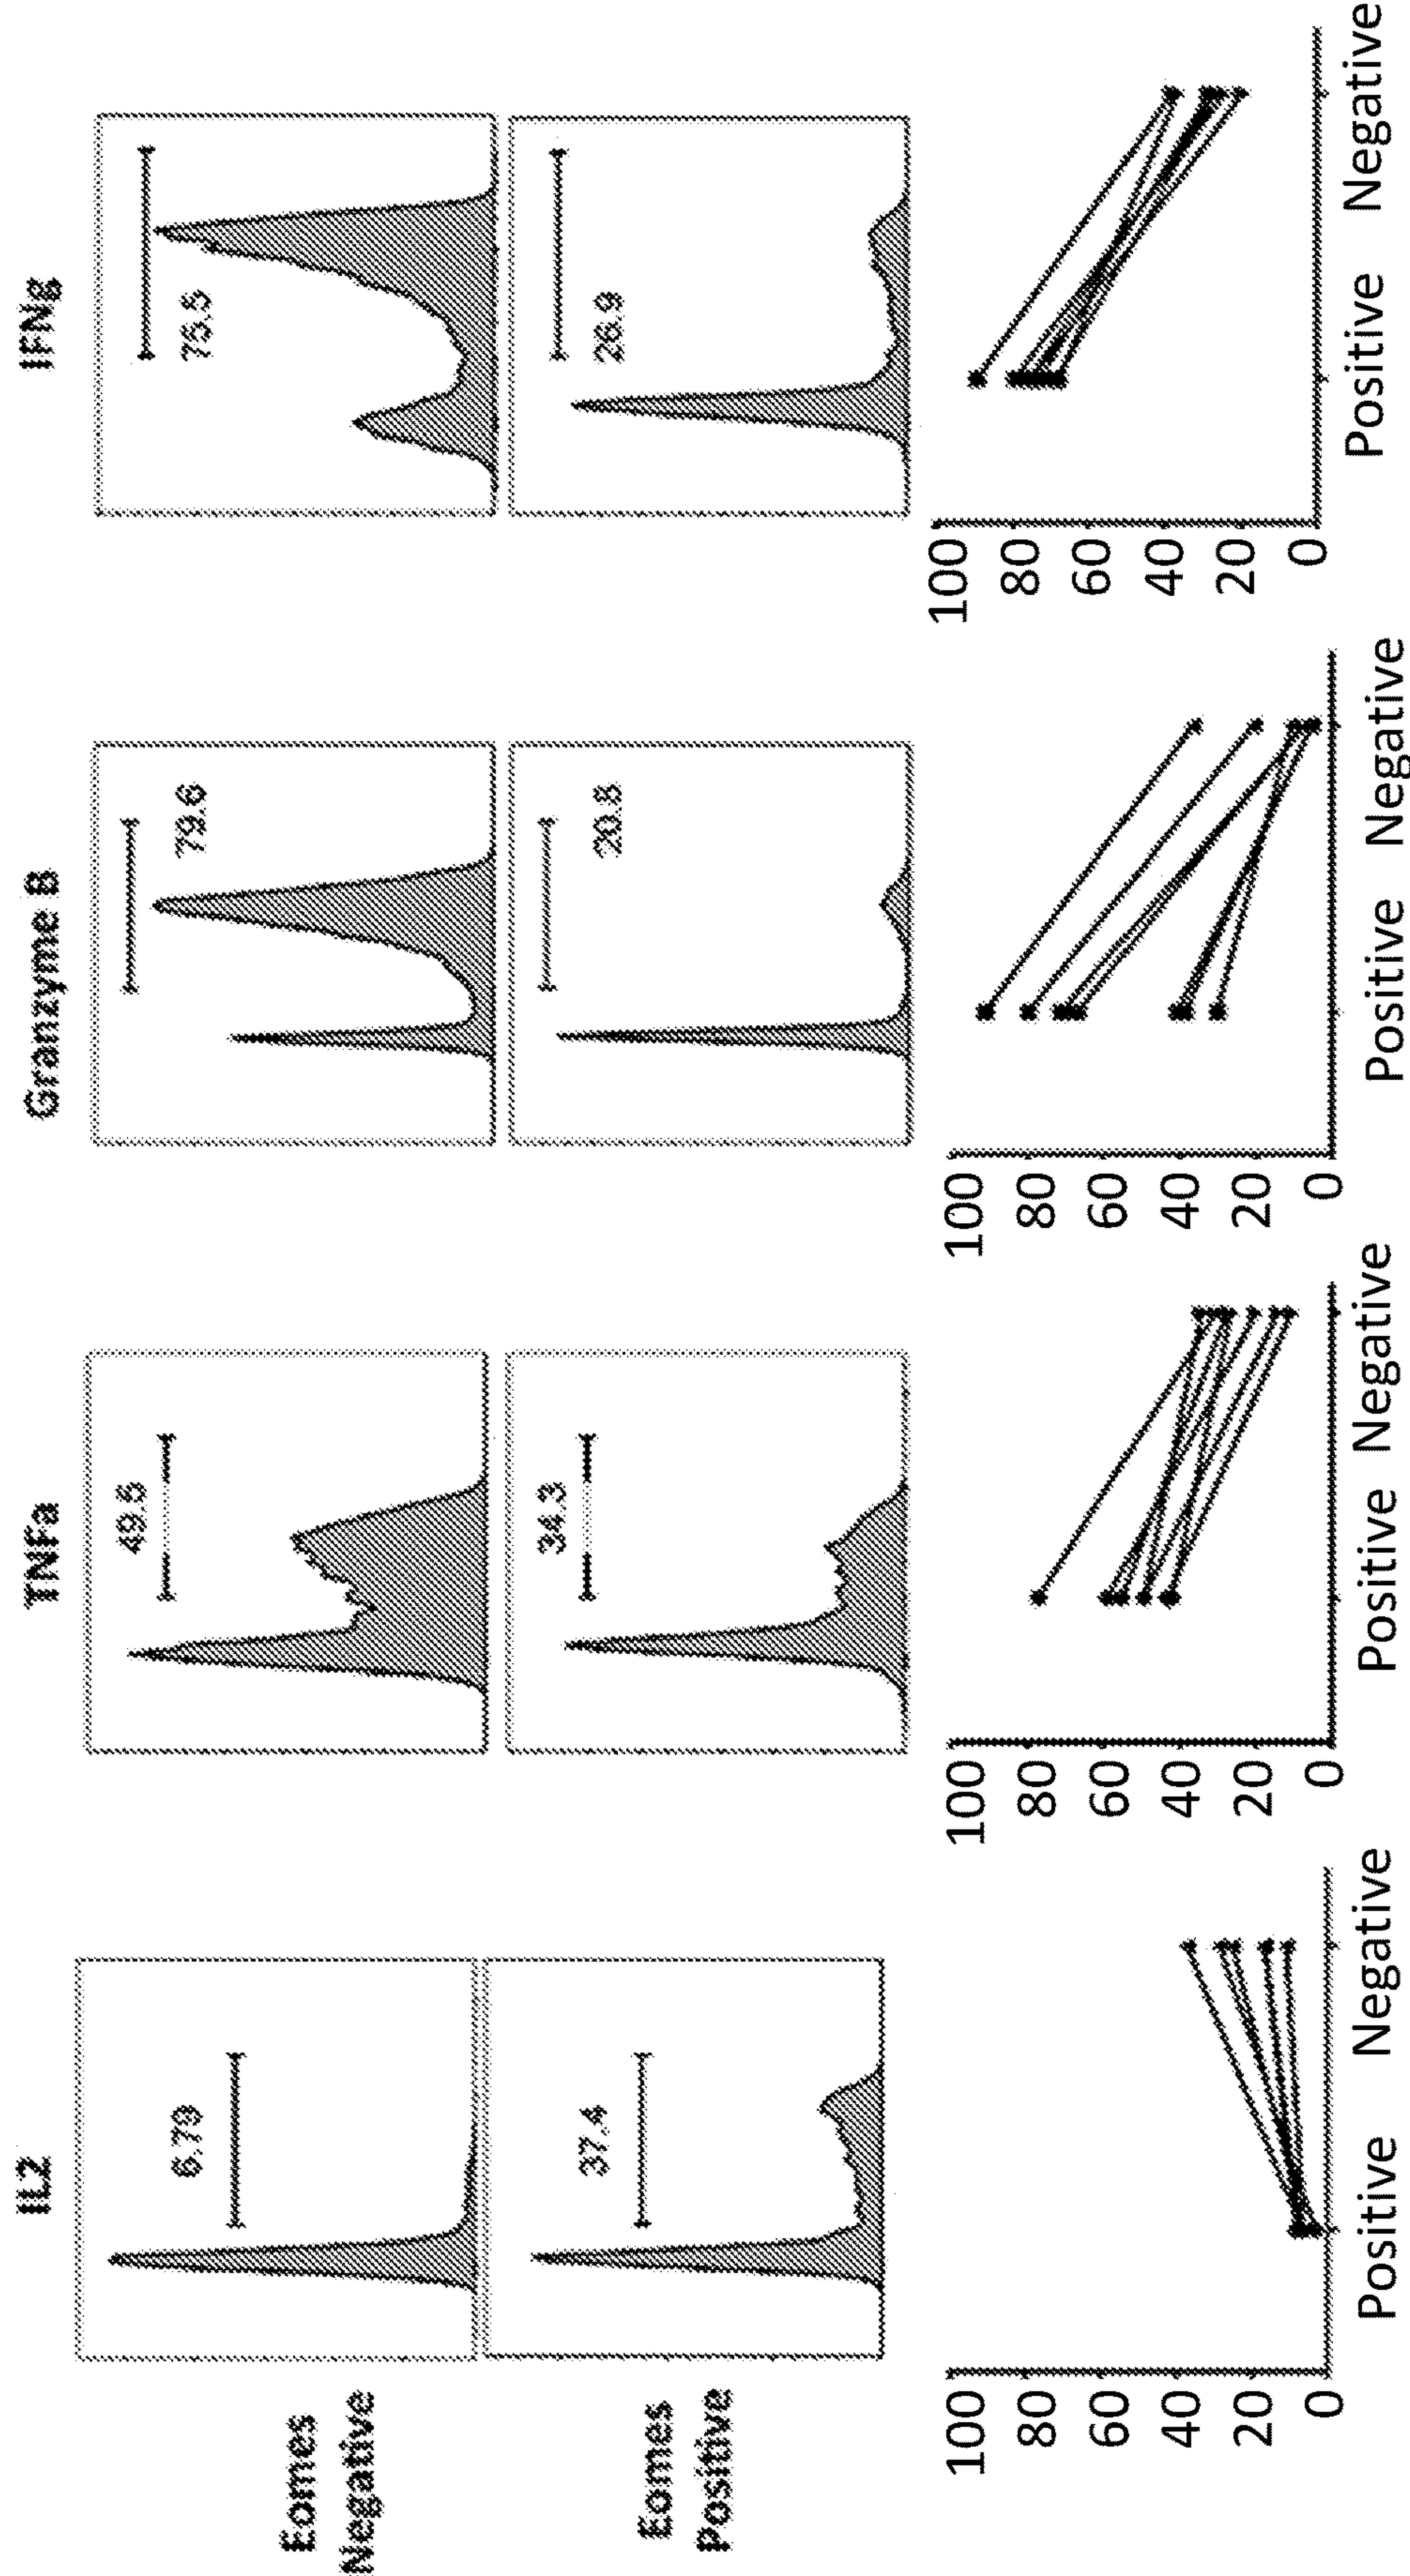 IL2
TNFa
Granzyme B
IFNg
Eomes
Negative
6.79
49.5
79.6
75.5
Eomes
Positive
37.4
34.3
20.8
26.9
100
80
60
40
20
0
Positive Negative
100
80
60
40
20
0
Positive Negative
100
80
60
40
20
0
Positive Negative
100
80
60
40
20
0
Positive Negative